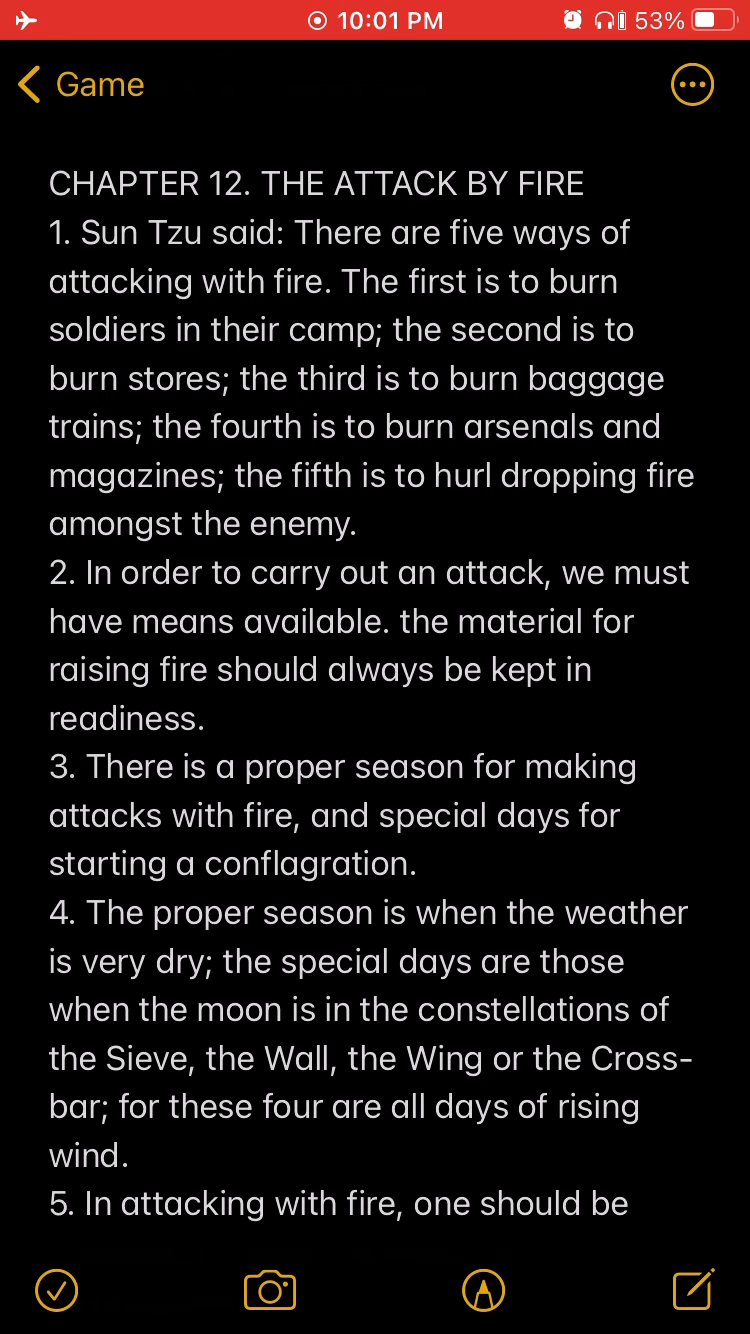 10:01 PM 53%
Game
CHAPTER 12. THE ATTACK BY FIRE
1. Sun Tzu said: There are five ways of
attacking with fire. The first is to burn
soldiers in their camp; the second is to
burn stores; the third is to burn baggage
trains; the fourth is to burn arsenals and
magazines; the fifth is to hurl dropping fire
amongst the enemy.
2. In order to carry out an attack, we must
have means available. the material for
raising fire should always be kept in
readiness.
3. There is a proper season for making
attacks with fire, and special days for
starting a conflagration.
4. The proper season is when the weather
is very dry; the special days are those
when the moon is in the constellations of
the Sieve, the Wall, the Wing or the Cross-
bar; for these four are all days of rising
wind.
5. In attacking with fire, one should be